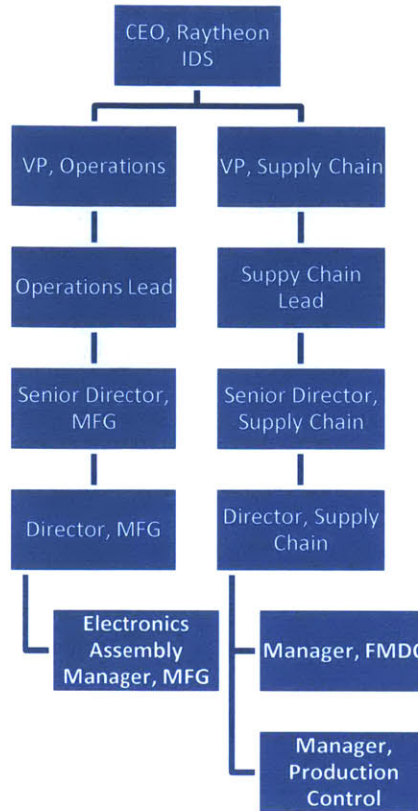 CEO, Raytheon
IDS
VP, Operations
VP, Supply Chain
Operations Lead
Suppy Chain
Lead
Senior Director,
MFG
Senior Director,
Supply Chain
Director, MFG
Director, Supply
Chain
Electronics
Assembly
Manager, MFG
Manager, FMDC
Manager,
Production
Control